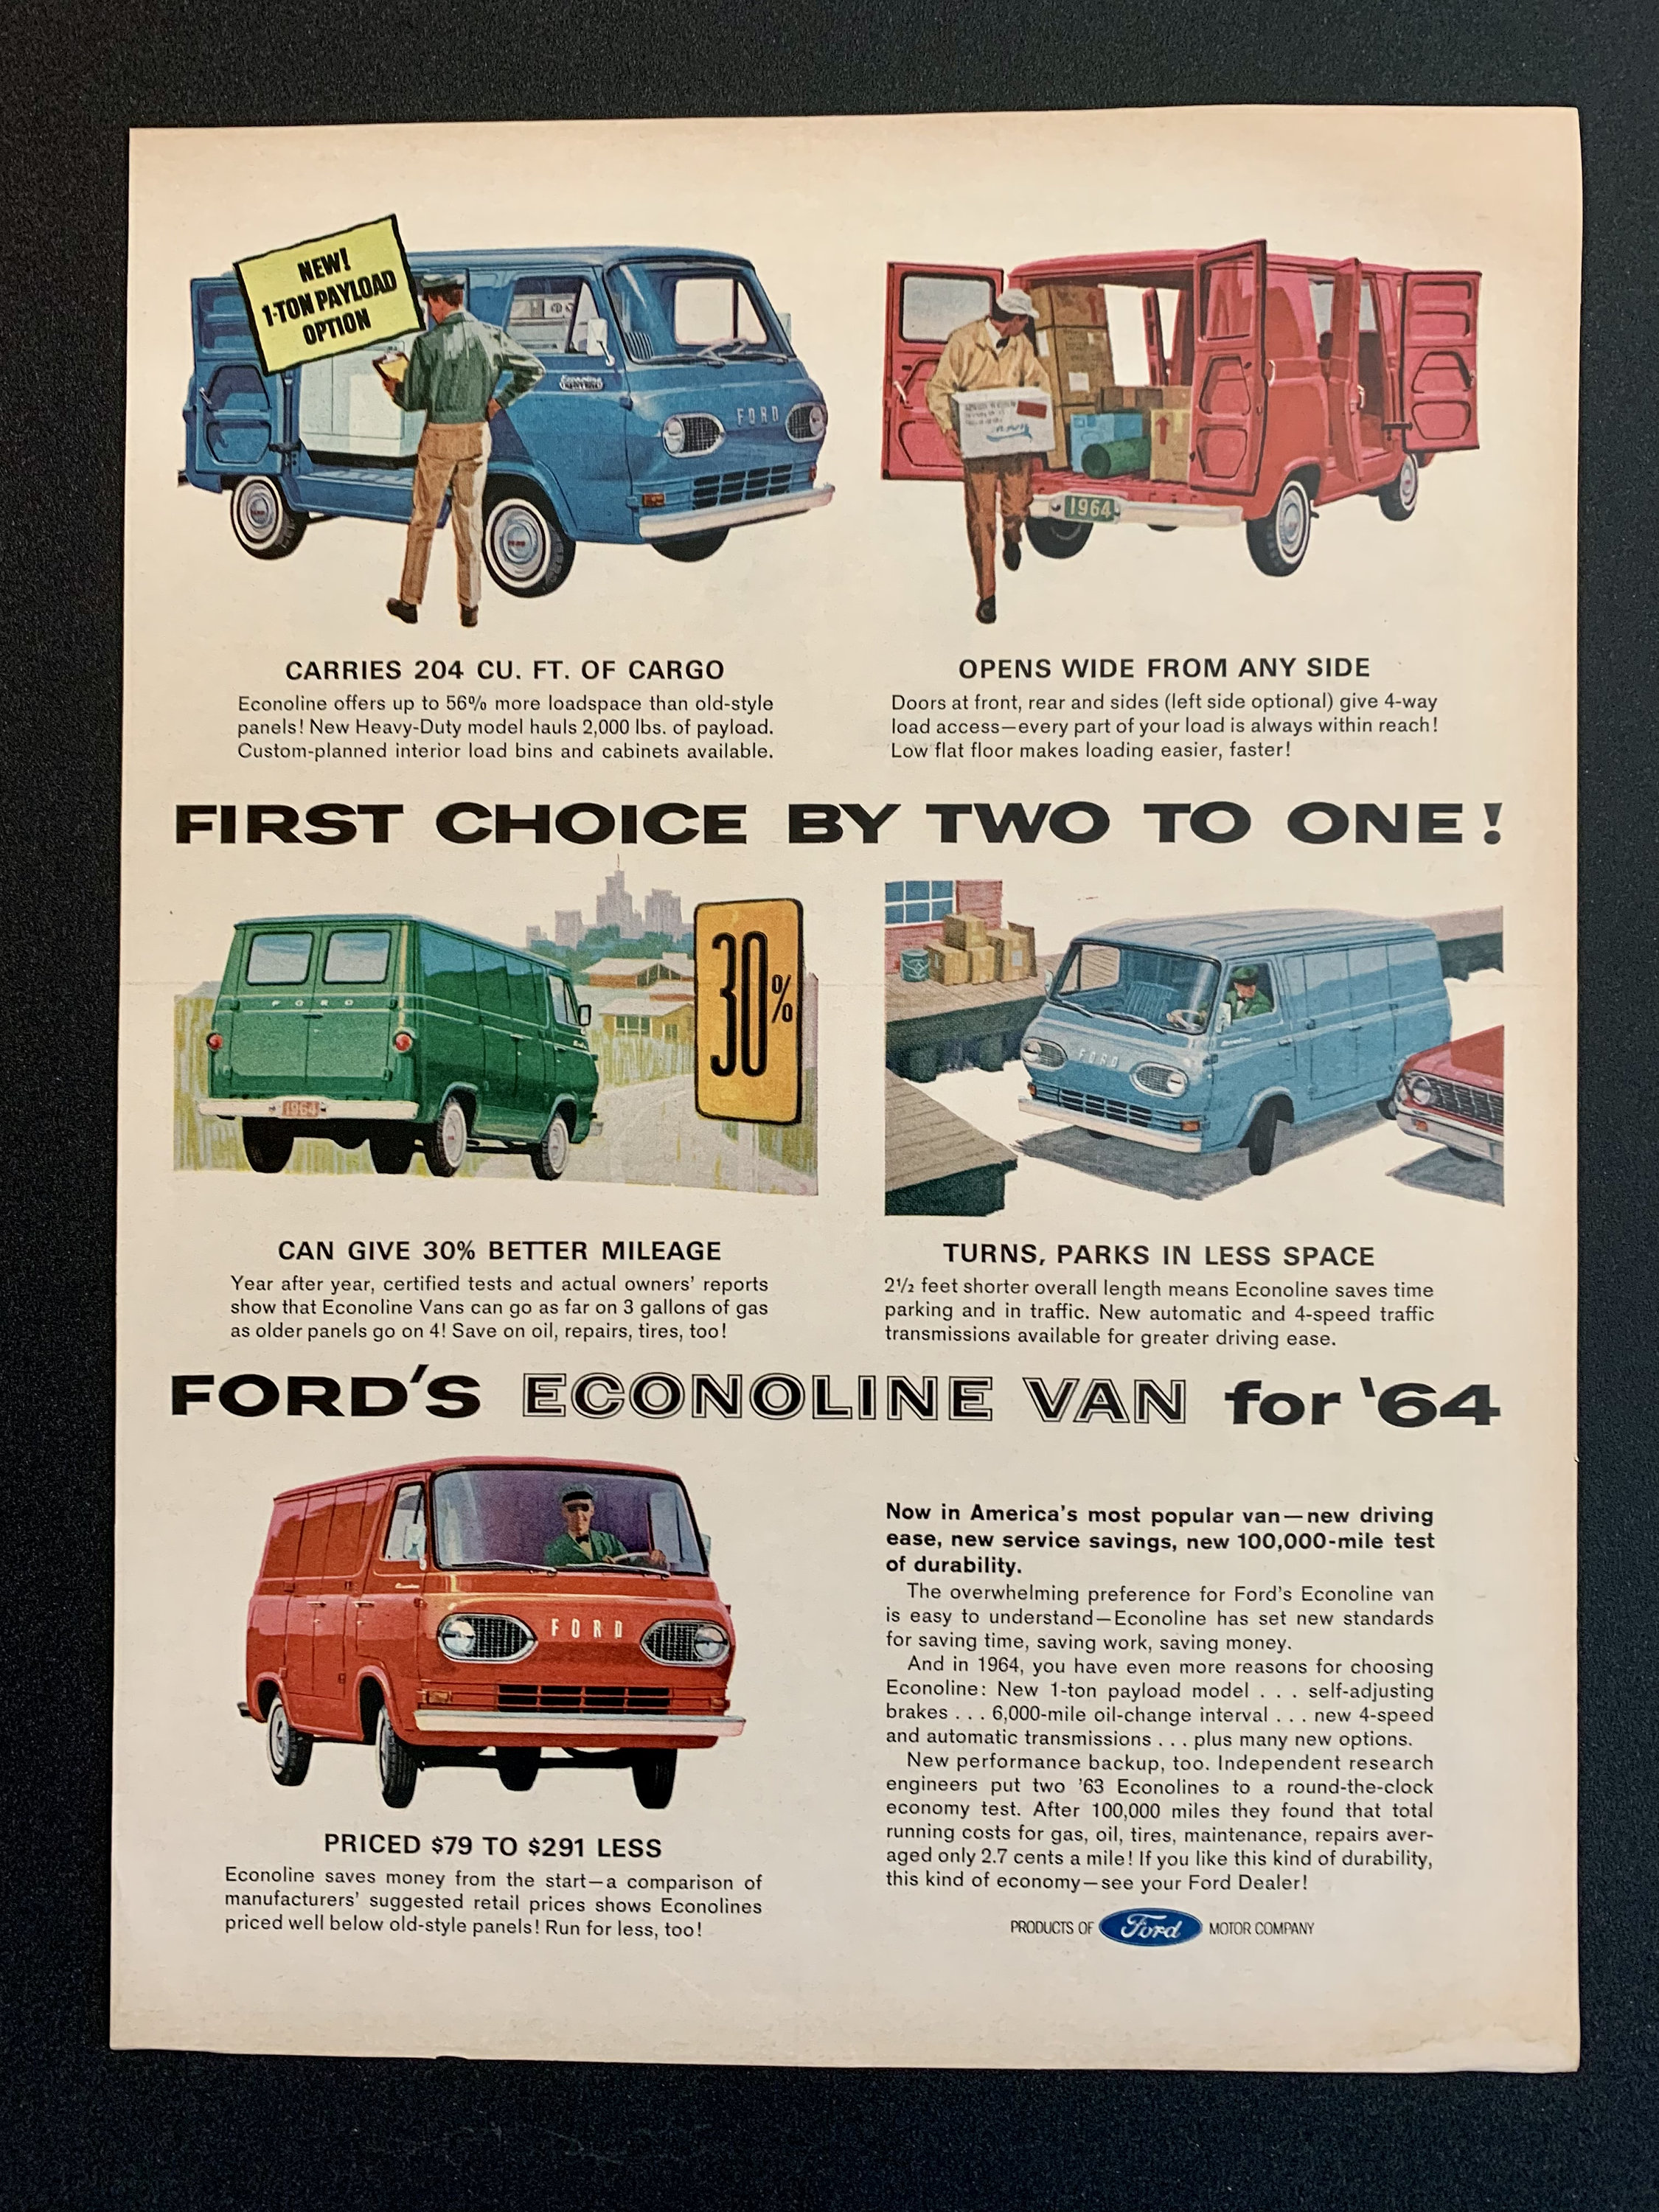 NEW!
1-TON PAYLOAD
OPTION
FORD
1964
CARRIES 204 CU. FT. OF CARGO
Econoline offers up to 56% more loadspace than old-style
panels! New Heavy-Duty model hauls 2,000 lbs. of payload.
Custom-planned interior load bins and cabinets available.
OPENS WIDE FROM ANY SIDE
Doors at front, rear and sides (left side optional) give 4-way
load access—every part of your load is always within reach!
Low flat floor makes loading easier, faster!
FIRST CHOICE BY TWO TO ONE!
FORD
1964
30%
FORD
CAN GIVE 30% BETTER MILEAGE
Year after year, certified tests and actual owners' reports
show that Econoline Vans can go as far on 3 gallons of gas
as older panels go on 4! Save on oil, repairs, tires, too!
TURNS, PARKS IN LESS SPACE
2½ feet shorter overall length means Econoline saves time
parking and in traffic. New automatic and 4-speed traffic
transmissions available for greater driving ease.
FORD'S ECONOLINE VAN for '64
FORD
PRICED $79 TO $291 LESS
Econoline saves money from the start—a comparison of
manufacturers' suggested retail prices shows Econolines
priced well below old-style panels! Run for less, too!
Now in America's most popular van—new driving
ease, new service savings, new 100,000-mile test
of durability.
The overwhelming preference for Ford's Econoline van
is easy to understand—Econoline has set new standards
for saving time, saving work, saving money.
And in 1964, you have even more reasons for choosing
Econoline: New 1-ton payload model . . . self-adjusting
brakes . . . 6,000-mile oil-change interval . . . new 4-speed
and automatic transmissions . . . plus many new options.
New performance backup, too. Independent research
engineers put two '63 Econolines to a round-the-clock
economy test. After 100,000 miles they found that total
running costs for gas, oil, tires, maintenance, repairs aver-
aged only 2.7 cents a mile! If you like this kind of durability,
this kind of economy—see your Ford Dealer!
PRODUCTS OF Ford MOTOR COMPANY